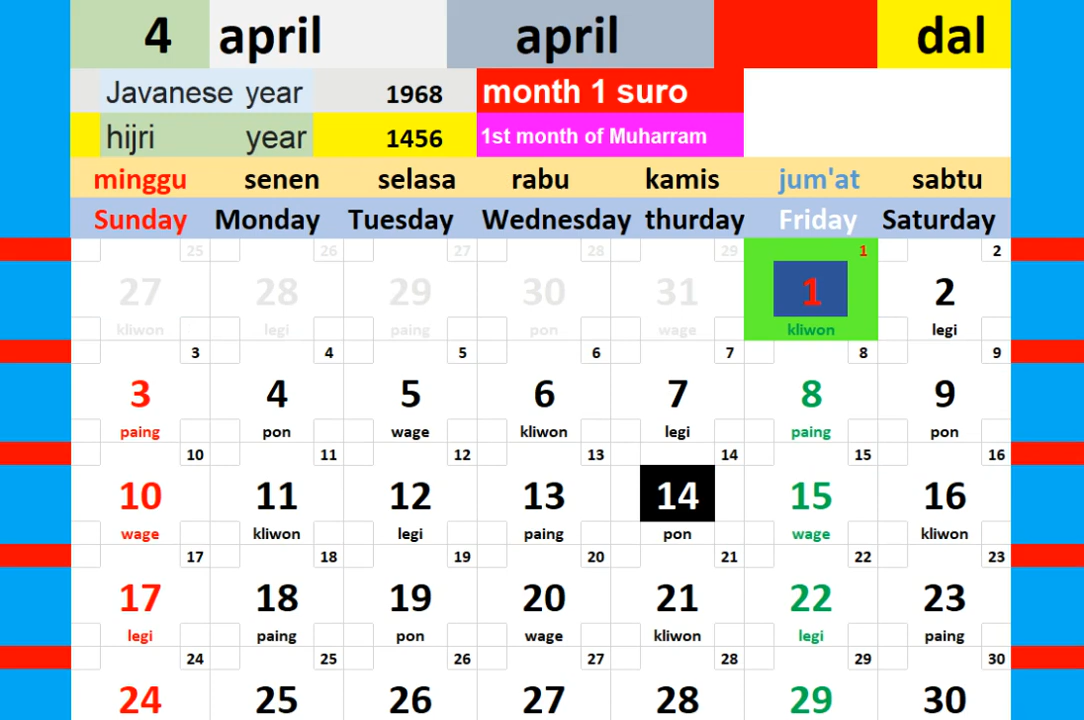 4 april april dal
Javanese year 1968 month 1 suro
hijri year 1456 1st month of Muharram
minggu senen selasa rabu kamis jum'at sabtu
Sunday Monday Tuesday Wednesday thurday Friday Saturday
25 26 27 28 29 1 2
27 28 29 30 31 1 2
kliwon legi paing pon wage kliwon legi
3 4 5 6 7 8 9
3 4 5 6 7 8 9
paing pon wage kliwon legi paing pon
10 11 12 13 14 15 16
10 11 12 13 14 15 16
wage kliwon legi paing pon wage kliwon
17 18 19 20 21 22 23
17 18 19 20 21 22 23
legi paing pon wage kliwon legi paing
24 25 26 27 28 29 30
24 25 26 27 28 29 30